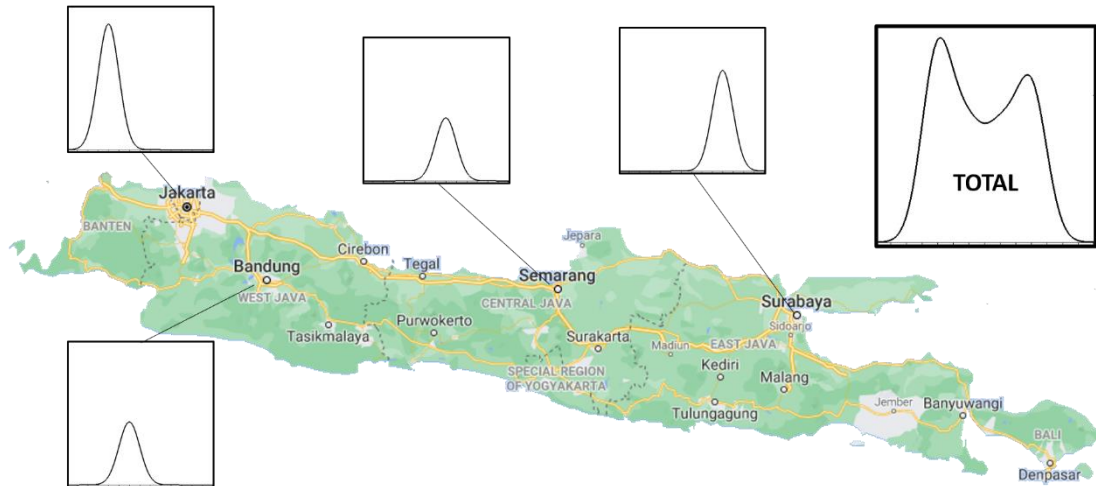 TOTAL
Jakarta
BANTEN
Cirebon
Jepara
Tegal
Bandung
Semarang
WEST JAVA
CENTRAL JAVA
Surabaya
Purwokerto
Sidoarjo
Tasikmalaya
Surakarta
Madiun
EAST JAVA
Kediri
SPECIAL REGION
OF YOGYAKARTA
Malang
Tulungagung
Jember
Banyuwangi
BALI
Denpasar